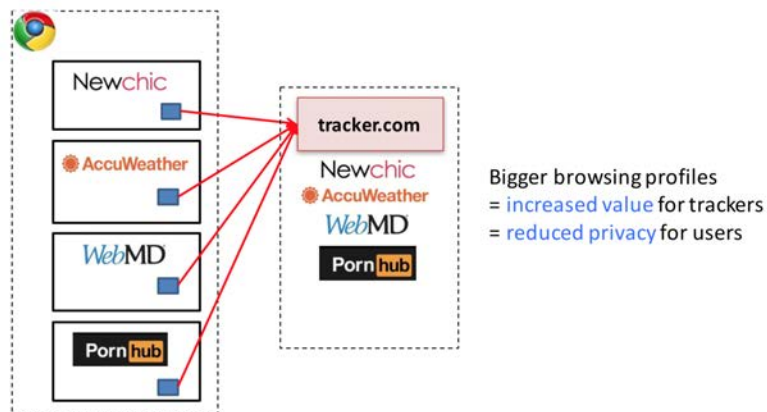 Newchic
AccuWeather
WebMD
Pornhub
tracker.com
Newchic
AccuWeather
WebMD
Pornhub
Bigger browsing profiles
= increased value for trackers
= reduced privacy for users